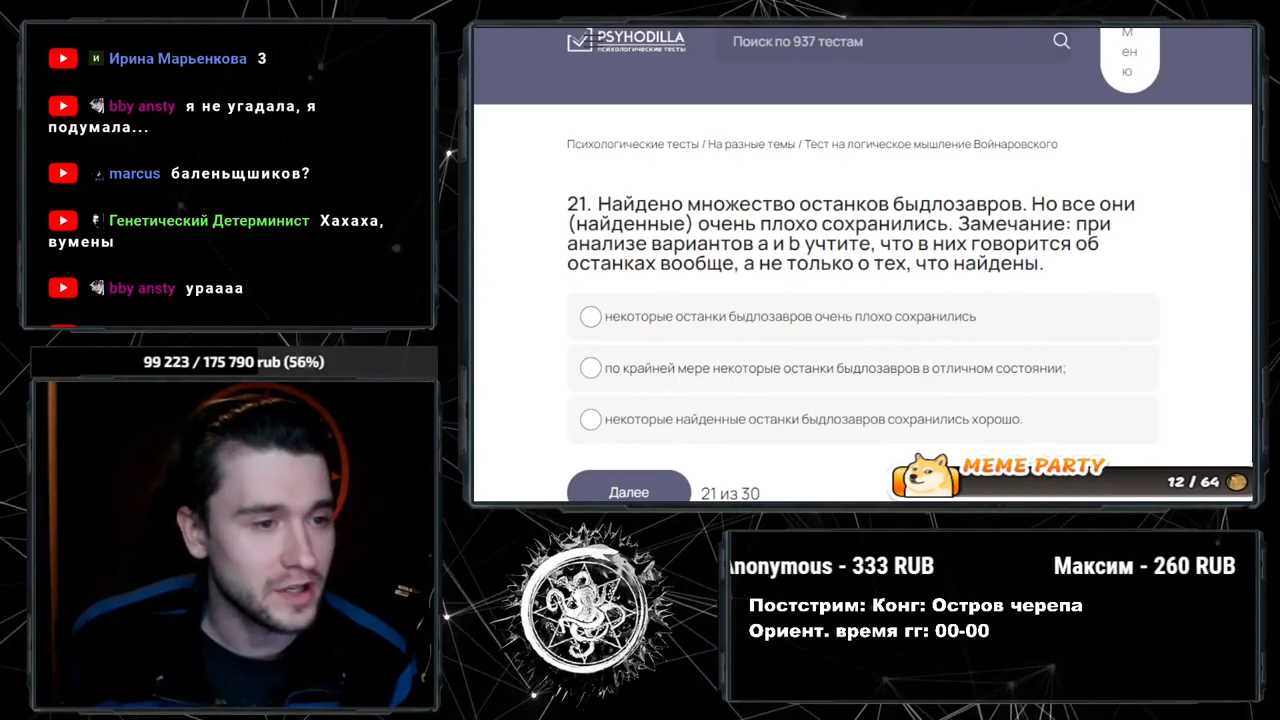 Ирина Марьенкова 3
bby ansty я не угадала, я
подумала...
marcus баленьщшиков?
Генетический Детерминист Хахаха,
вумены
bby ansty ураааа
99 223 / 175 790 rub (56%)
PSYHODILLA
ПСИХОЛОГИЧЕСКИЕ ТЕСТЫ
Поиск по 937 тестам
М
ен
ю
Психологические тесты / На разные темы / Тест на логическое мышление Войнаровского
21. Найдено множество останков быдлозавров. Но все они
(найденные) очень плохо сохранились. Замечание: при
анализе вариантов a и b учтите, что в них говорится об
останках вообще, а не только о тех, что найдены.
некоторые останки быдлозавров очень плохо сохранились
по крайней мере некоторые останки быдлозавров в отличном состоянии;
некоторые найденные останки быдлозавров сохранились хорошо.
Далее
21 из 30
MEME PARTY
12 / 64
Anonymous - 333 RUB
Максим - 260 RUB
Постстрим: Конг: Остров черепа
Ориент. время гг: 00-00